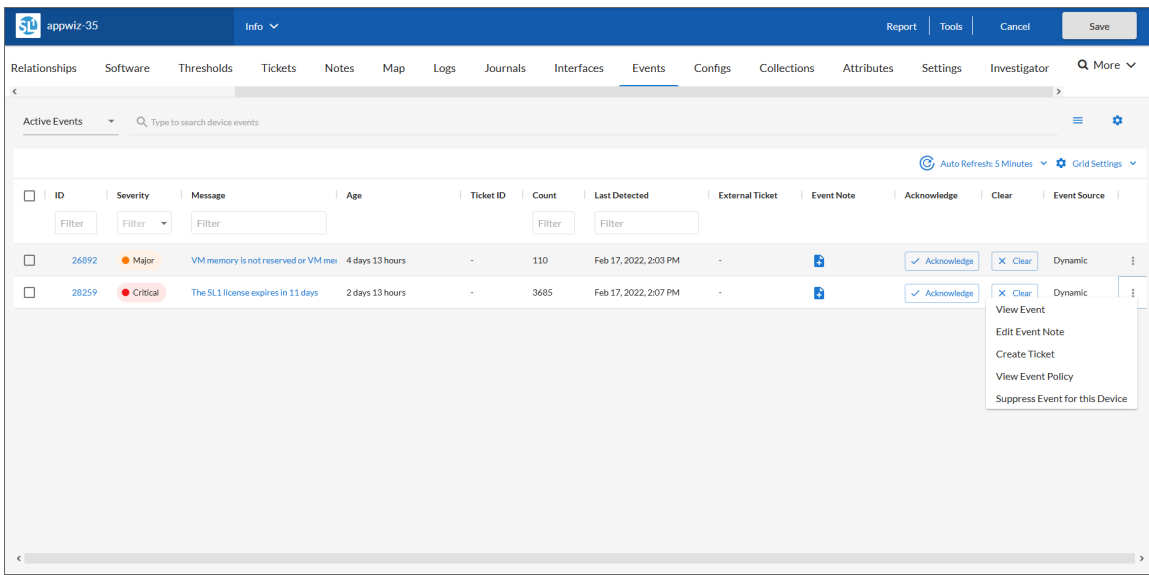 SL1 appwiz-35 Info Report Tools Cancel Save
Relationships Software Thresholds Tickets Notes Map Logs Journals Interfaces Events Configs Collections Attributes Settings Investigator More
Active Events Type to search device events
Auto Refresh: 5 Minutes Grid Settings
ID Severity Message Age Ticket ID Count Last Detected External Ticket Event Note Acknowledge Clear Event Source
Filter Filter Filter Filter Filter
26892 Major VM memory is not reserved or VM me 4 days 13 hours - 110 Feb 17, 2022, 2:03 PM - Acknowledge Clear Dynamic
28259 Critical The SL1 license expires in 11 days 2 days 13 hours - 3685 Feb 17, 2022, 2:07 PM - Acknowledge Clear Dynamic
View Event
Edit Event Note
Create Ticket
View Event Policy
Suppress Event for this Device